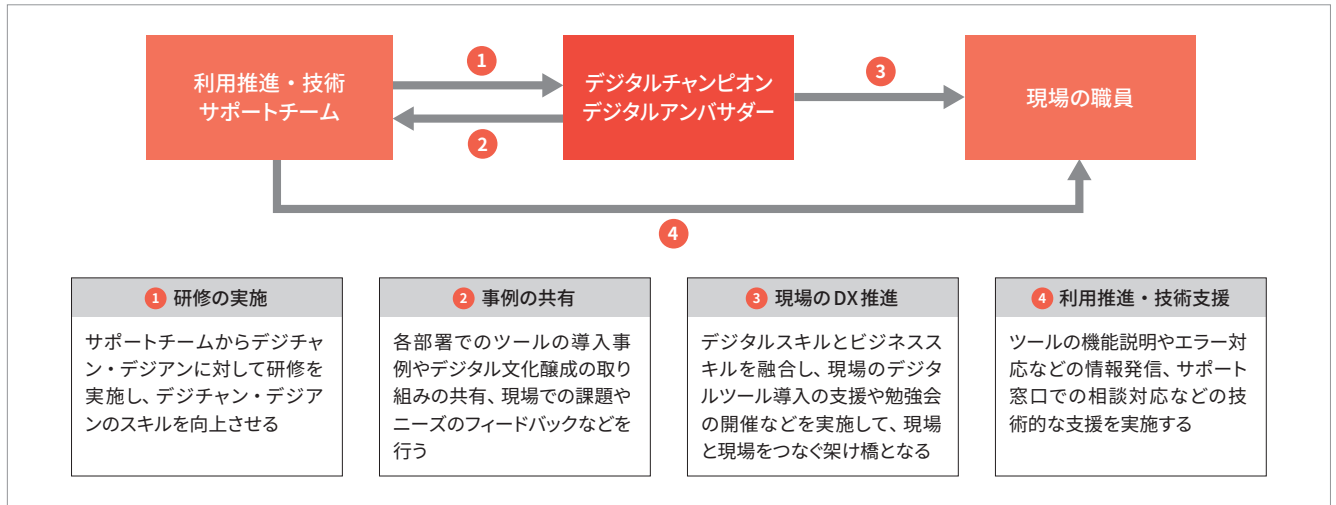 利用推進・技術
サポートチーム
1
2
デジタルチャンピオン
デジタルアンバサダー
3
現場の職員
4
1 研修の実施
サポートチームからデジチャ
ン・デジアンに対して研修を
実施し、デジチャン・デジア
ンのスキルを向上させる
2 事例の共有
各部署でのツールの導入事
例やデジタル文化醸成の取り
組みの共有、現場での課題や
ニーズのフィードバックなどを
行う
3 現場のDX推進
デジタルスキルとビジネスス
キルを融合し、現場のデジタ
ルツール導入の支援や勉強会
の開催などを実施して、現場
と現場をつなぐ架け橋となる
4 利用推進・技術支援
ツールの機能説明やエラー対
応などの情報発信、サポート
窓口での相談対応などの技
術的な支援を実施する